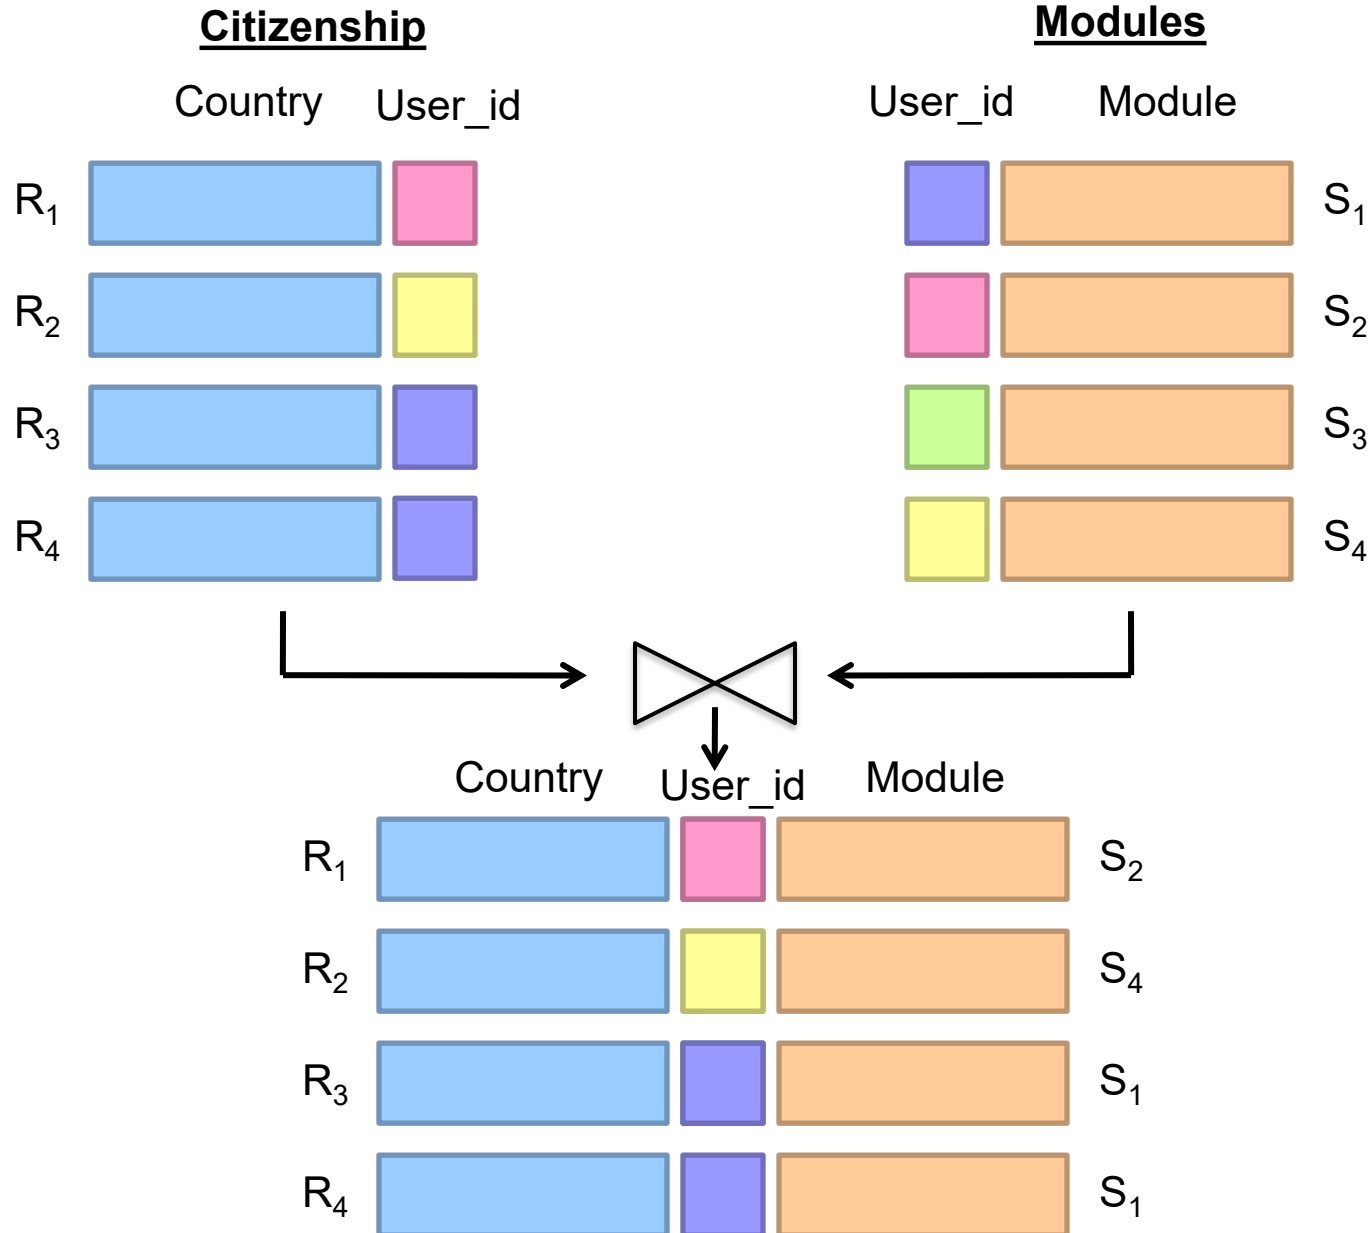 Citizenship Modules
Country User_id User_id Module
R₁ S₁
R₂ S₂
R₃ S₃
R₄ S₄
Country User_id Module
R₁ S₂
R₂ S₄
R₃ S₁
R₄ S₁